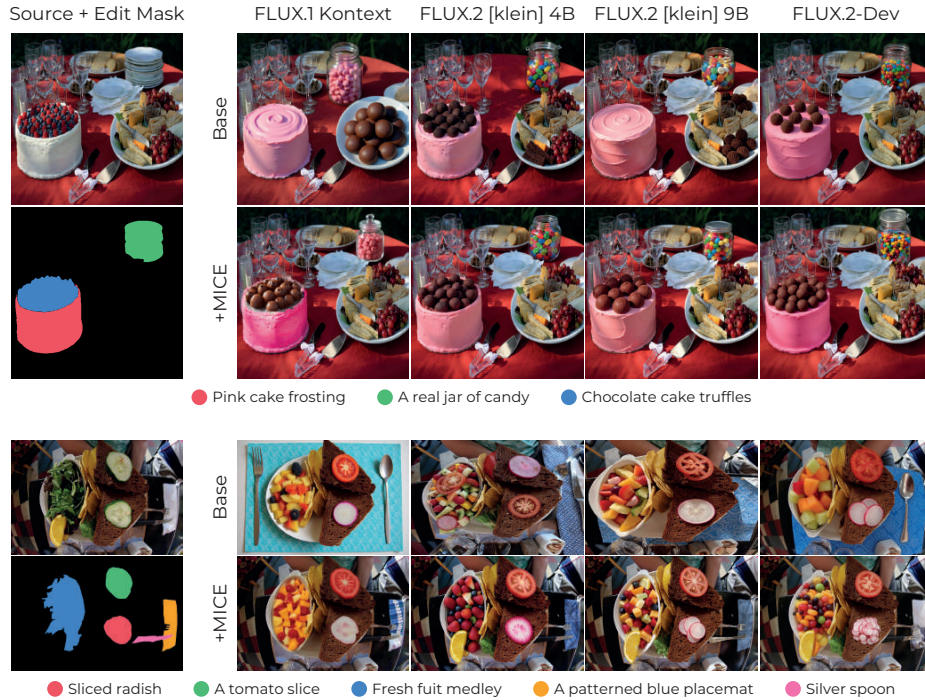 Source + Edit Mask
FLUX.1 Kontext
FLUX.2 [klein] 4B
FLUX.2 [klein] 9B
FLUX.2-Dev
Base
+MICE
Pink cake frosting
A real jar of candy
Chocolate cake truffles
Base
+MICE
Sliced radish
A tomato slice
Fresh fuit medley
A patterned blue placemat
Silver spoon